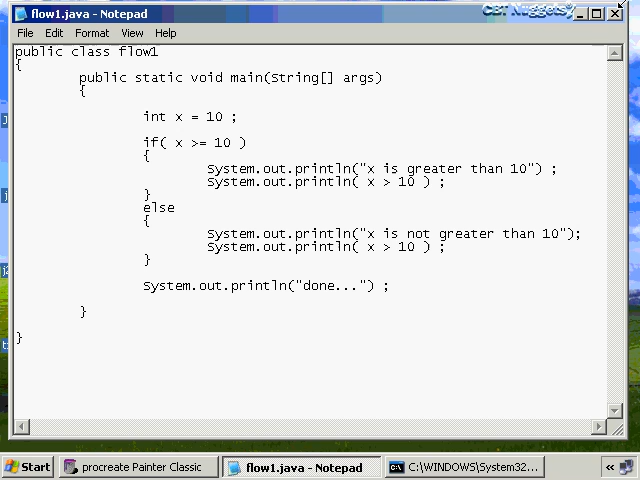 flow1.java - Notepad
CBT Nuggets
File Edit Format View Help
public class flow1
{
public static void main(String[] args)
{
int x = 10 ;
if( x >= 10 )
{
System.out.println("x is greater than 10") ;
System.out.println( x > 10 ) ;
}
else
{
System.out.println("x is not greater than 10");
System.out.println( x > 10 ) ;
}
System.out.println("done...") ;
}
}
Start procreate Painter Classic flow1.java - Notepad C:\WINDOWS\System32... «